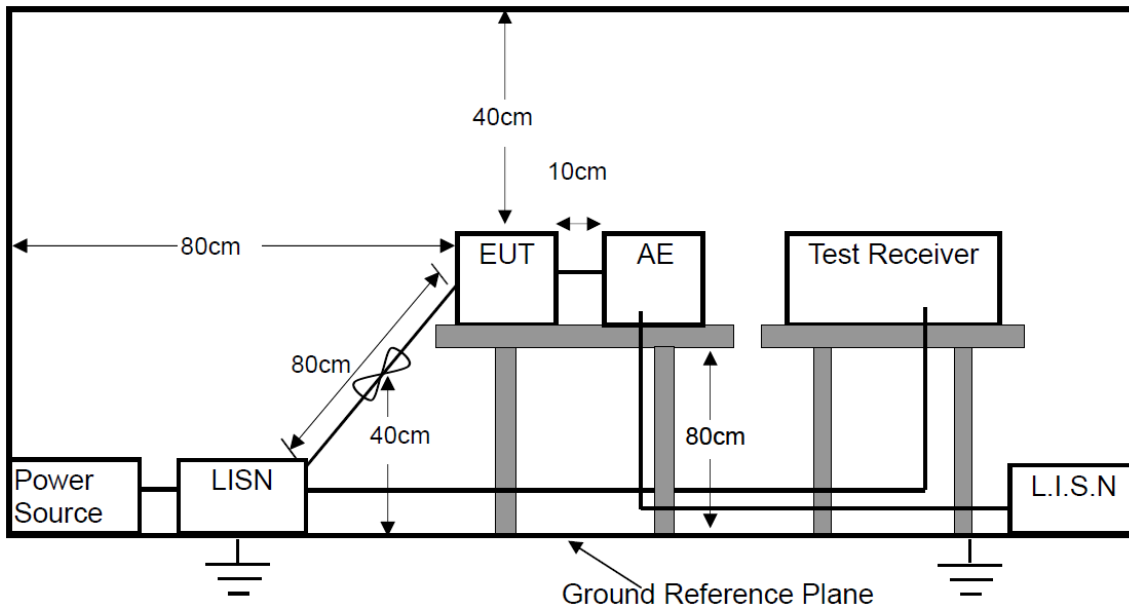 40cm
10cm
80cm
EUT
AE
Test Receiver
80cm
40cm
80cm
Power
Source
LISN
L.I.S.N
Ground Reference Plane